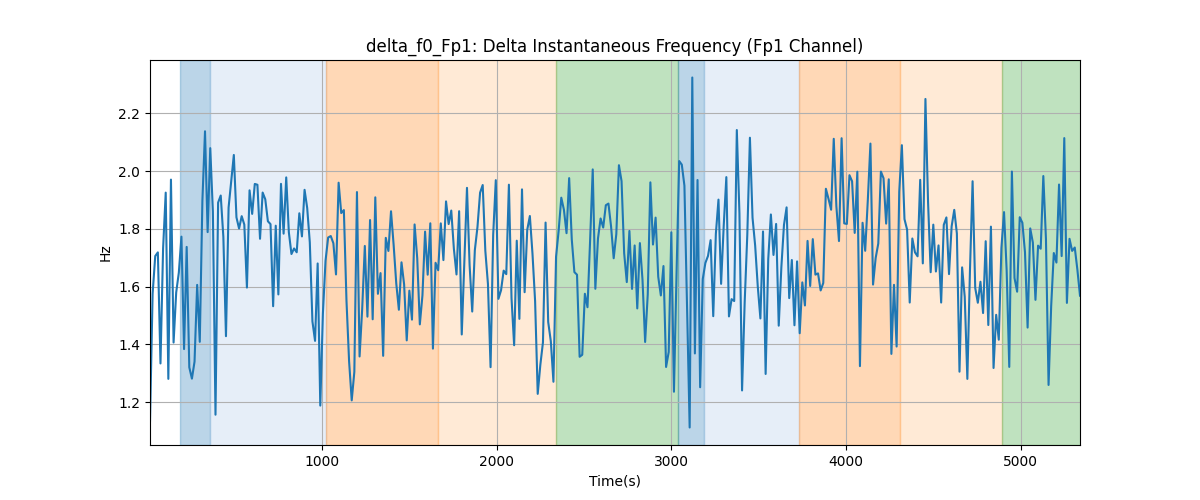 delta_f0_Fp1: Delta Instantaneous Frequency (Fp1 Channel)
Hz
2.2
2.0
1.8
1.6
1.4
1.2
1000 2000 3000 4000 5000
Time(s)